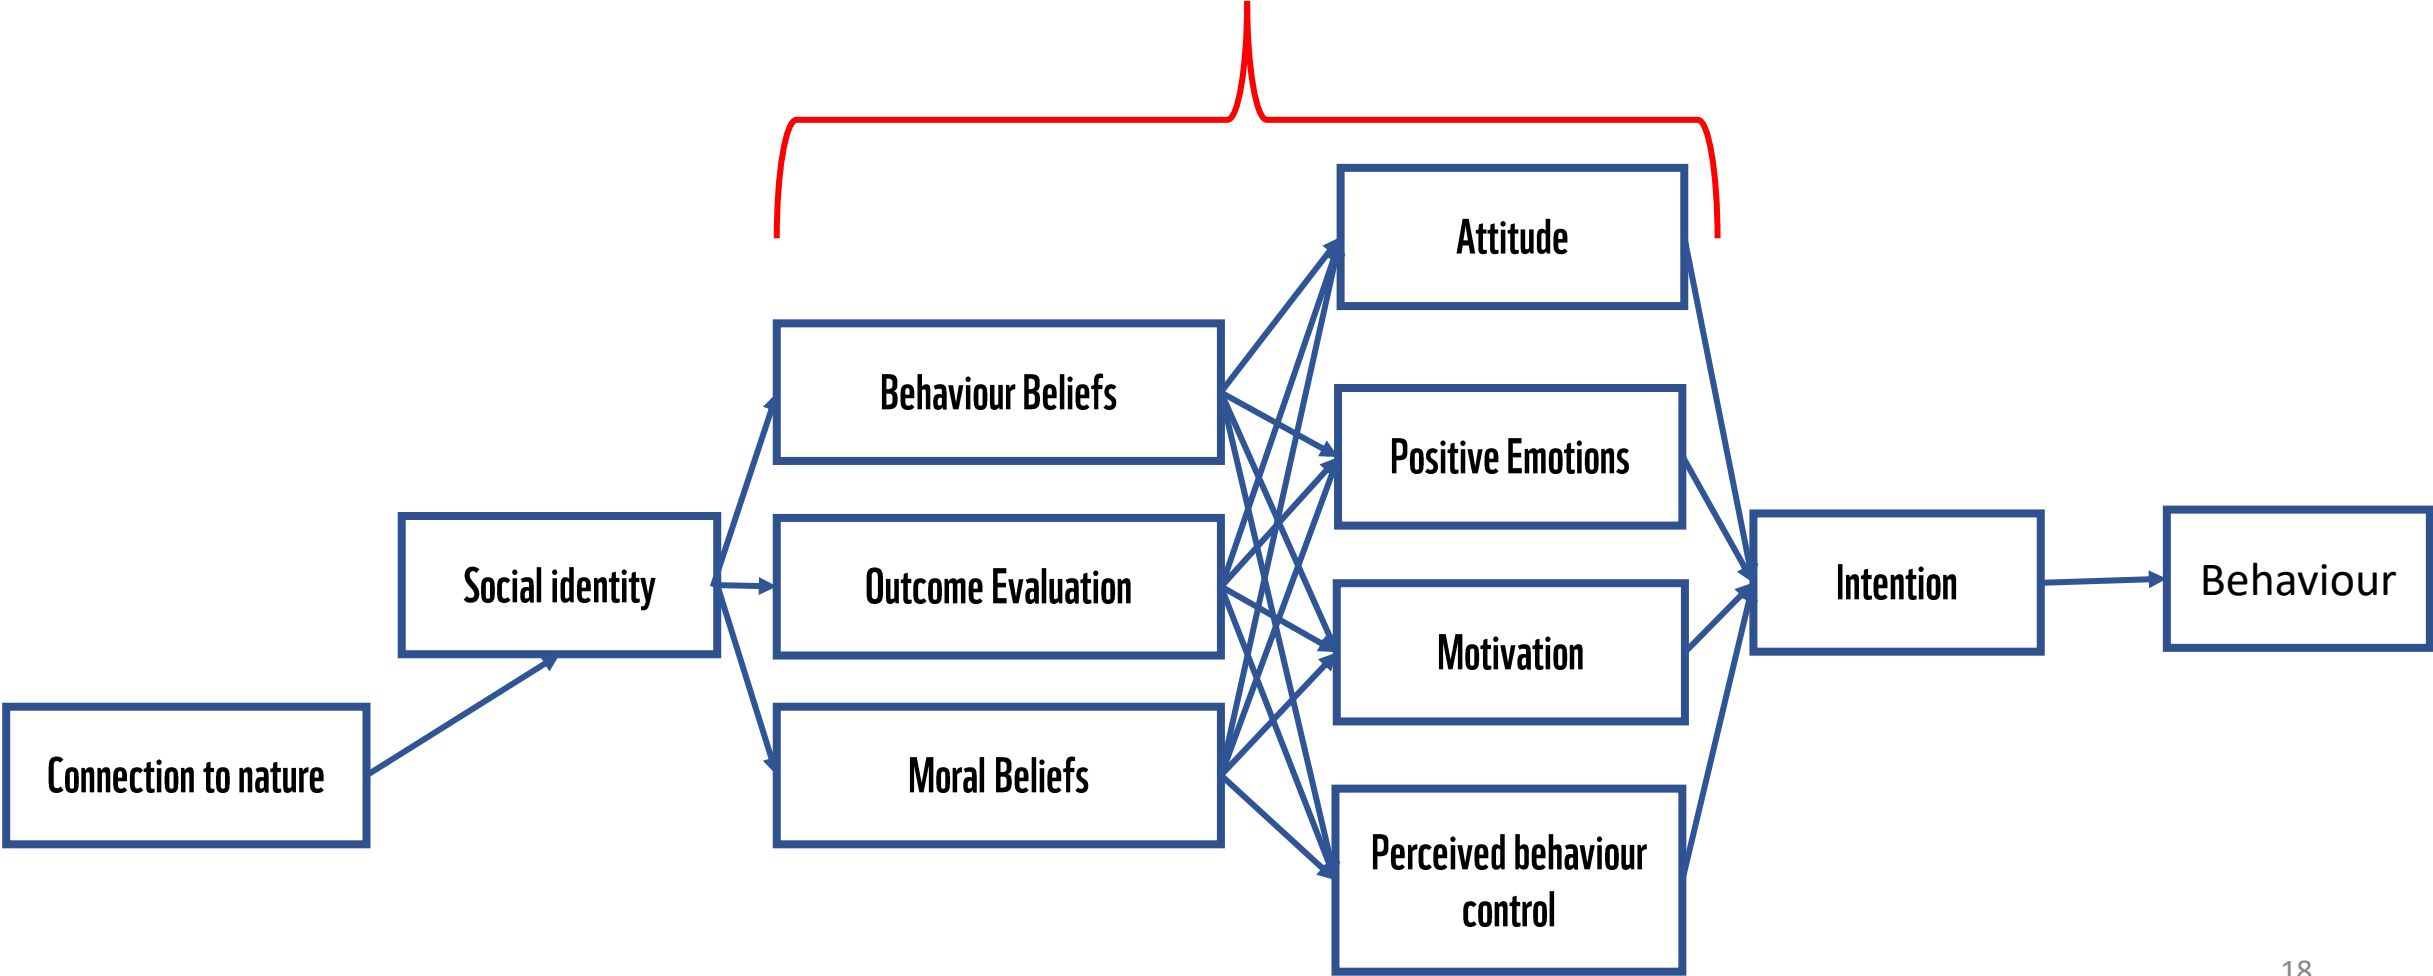 Attitude
Behaviour Beliefs
Positive Emotions
Social identity
Outcome Evaluation
Intention
Behaviour
Motivation
Connection to nature
Moral Beliefs
Perceived behaviour
control
18